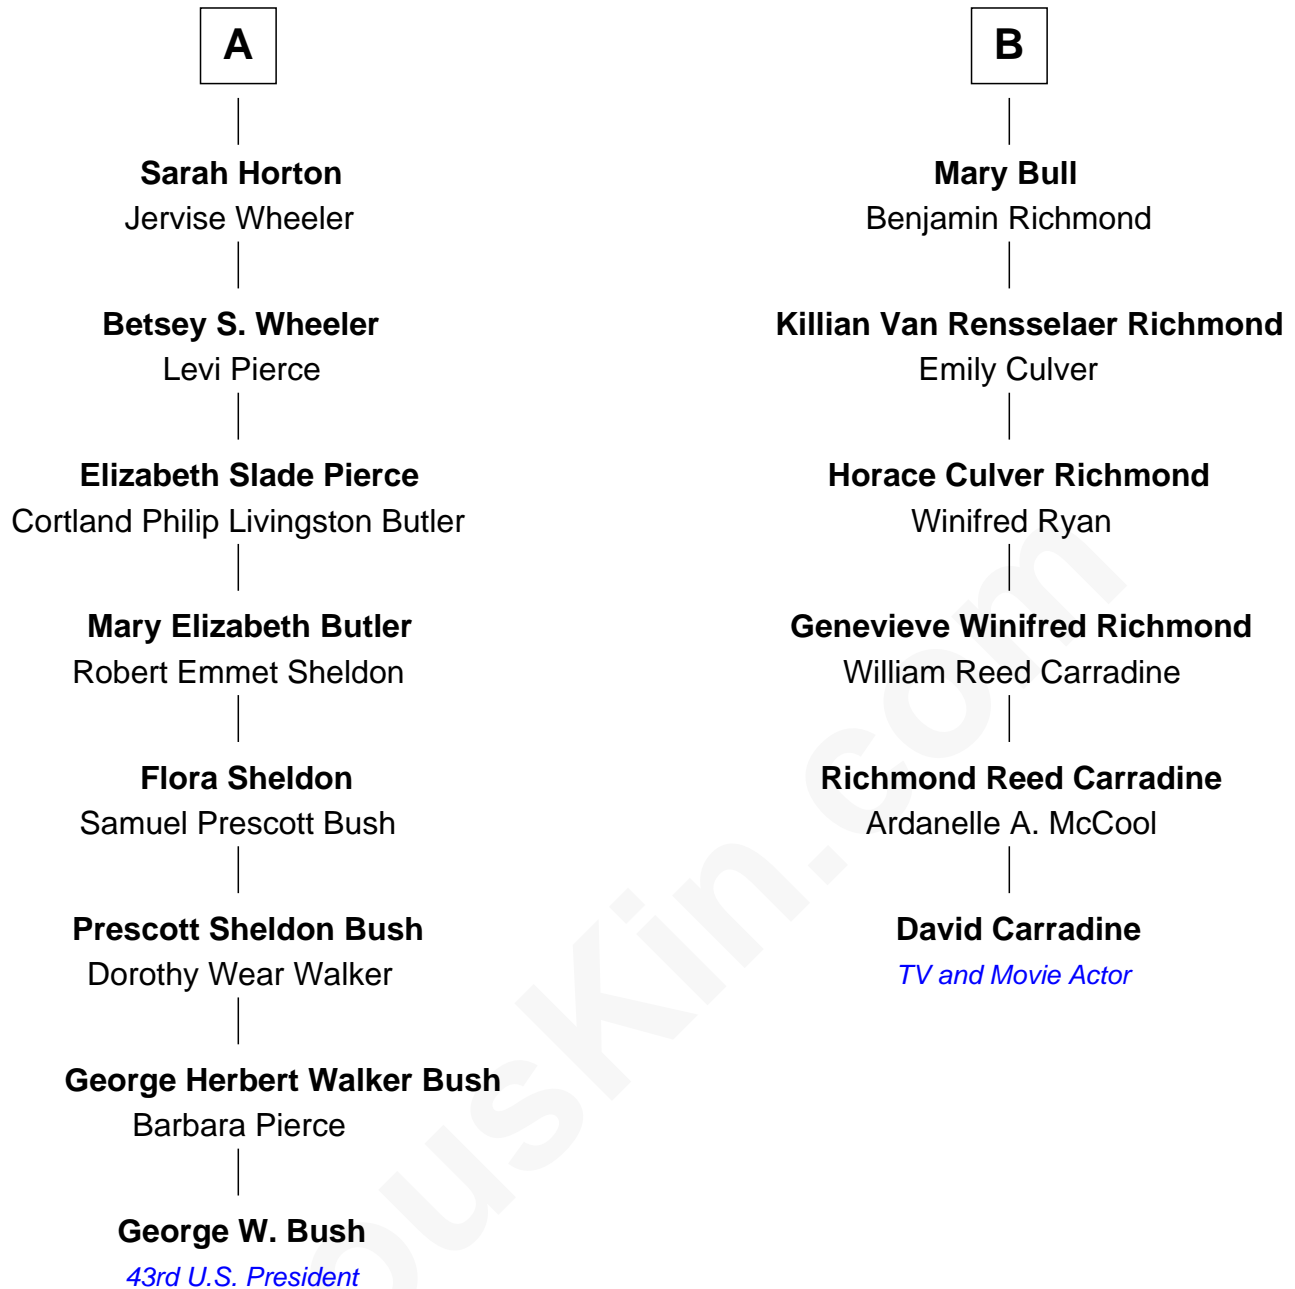 A
Sarah Horton
Jervise Wheeler
Betsey S. Wheeler
Levi Pierce
Elizabeth Slade Pierce
Cortland Philip Livingston Butler
Mary Elizabeth Butler
Robert Emmet Sheldon
Flora Sheldon
Samuel Prescott Bush
Prescott Sheldon Bush
Dorothy Wear Walker
George Herbert Walker Bush
Barbara Pierce
George W. Bush
43rd U.S. President
B
Mary Bull
Benjamin Richmond
Killian Van Rensselaer Richmond
Emily Culver
Horace Culver Richmond
Winifred Ryan
Genevieve Winifred Richmond
William Reed Carradine
Richmond Reed Carradine
Ardanelle A. McCool
David Carradine
TV and Movie Actor
ousKin.com